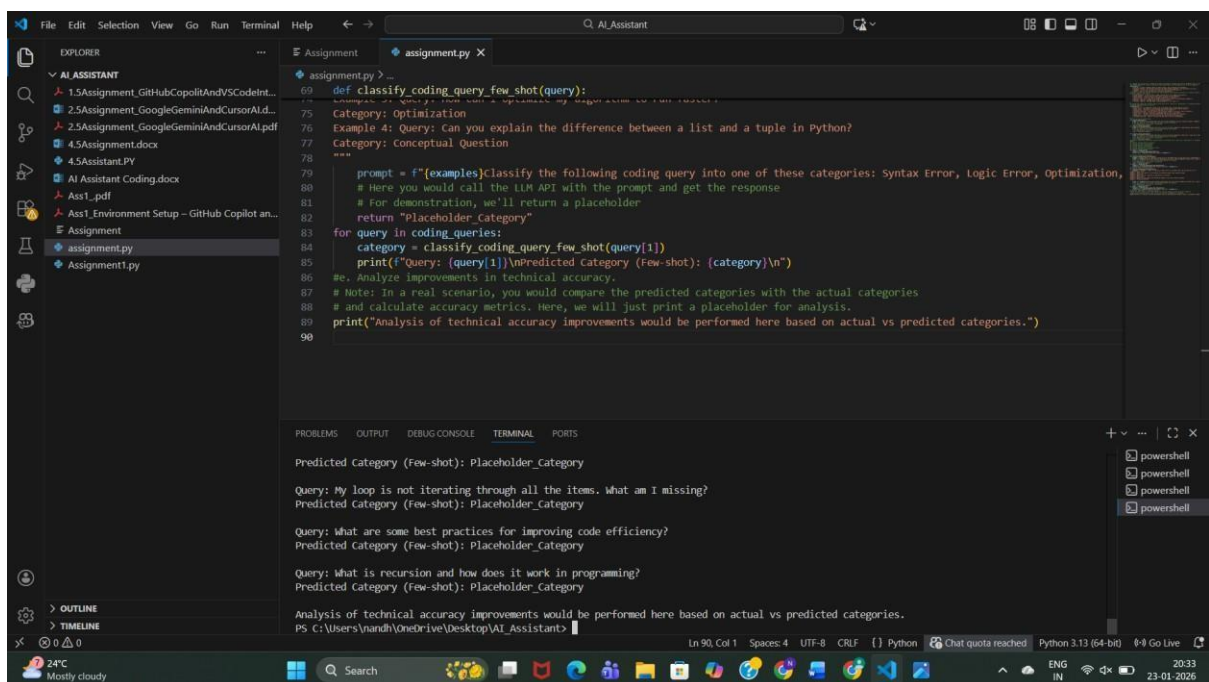 File Edit Selection View Go Run Terminal Help
AI_Assistant
EXPLORER
AI_ASSISTANT
1.5Assignment_GitHubCopolitAndVSCodeInt...
2.5Assignment_GoogleGeminiAndCursorAI.d...
2.5Assignment_GoogleGeminiAndCursorAI.pdf
4.5Assignment.docx
4.5Assistant.PY
AI Assistant Coding.docx
Ass1_.pdf
Ass1_Environment Setup – GitHub Copilot an...
Assignment
assignment.py
Assignment1.py
OUTLINE
TIMELINE
Assignment
assignment.py
assignment.py > ...
69 def classify_coding_query_few_shot(query):
74 Example 3: Query: How can I optimize my algorithm to run faster?
75 Category: Optimization
76 Example 4: Query: Can you explain the difference between a list and a tuple in Python?
77 Category: Conceptual Question
78 """
79 prompt = f"{examples}Classify the following coding query into one of these categories: Syntax Error, Logic Error, Optimization,
80 # Here you would call the LLM API with the prompt and get the response
81 # For demonstration, we'll return a placeholder
82 return "Placeholder_Category"
83 for query in coding_queries:
84 category = classify_coding_query_few_shot(query[1])
85 print(f"Query: {query[1]}\nPredicted Category (Few-shot): {category}\n")
86 #e. Analyze improvements in technical accuracy.
87 # Note: In a real scenario, you would compare the predicted categories with the actual categories
88 # and calculate accuracy metrics. Here, we will just print a placeholder for analysis.
89 print("Analysis of technical accuracy improvements would be performed here based on actual vs predicted categories.")
90
PROBLEMS OUTPUT DEBUG CONSOLE TERMINAL PORTS
Predicted Category (Few-shot): Placeholder_Category
Query: My loop is not iterating through all the items. What am I missing?
Predicted Category (Few-shot): Placeholder_Category
Query: What are some best practices for improving code efficiency?
Predicted Category (Few-shot): Placeholder_Category
Query: What is recursion and how does it work in programming?
Predicted Category (Few-shot): Placeholder_Category
Analysis of technical accuracy improvements would be performed here based on actual vs predicted categories.
PS C:\Users\nandh\OneDrive\Desktop\AI_Assistant>
powershell
powershell
powershell
powershell
0 0 Ln 90, Col 1 Spaces: 4 UTF-8 CRLF {} Python Chat quota reached Python 3.13 (64-bit) Go Live
24°C
Mostly cloudy
Search
ENG
IN
20:33
23-01-2026